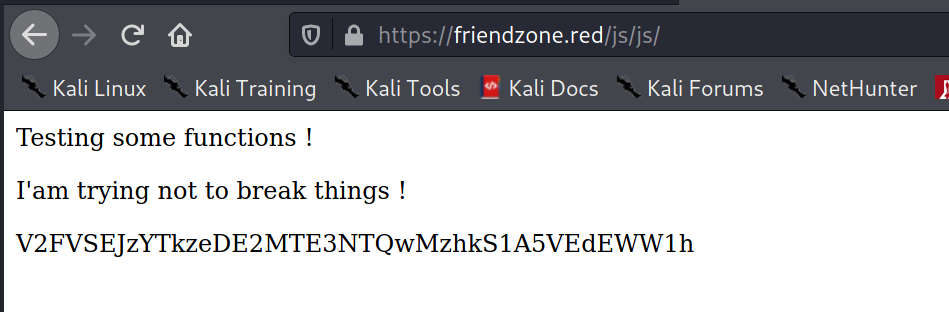 https://friendzone.red/js/js/
Kali Linux Kali Training Kali Tools Kali Docs Kali Forums NetHunter
Testing some functions !
I'am trying not to break things !
V2FVSEJzYTkzeDE2MTE3NTQwMzhkS1A5VEdEWW1h